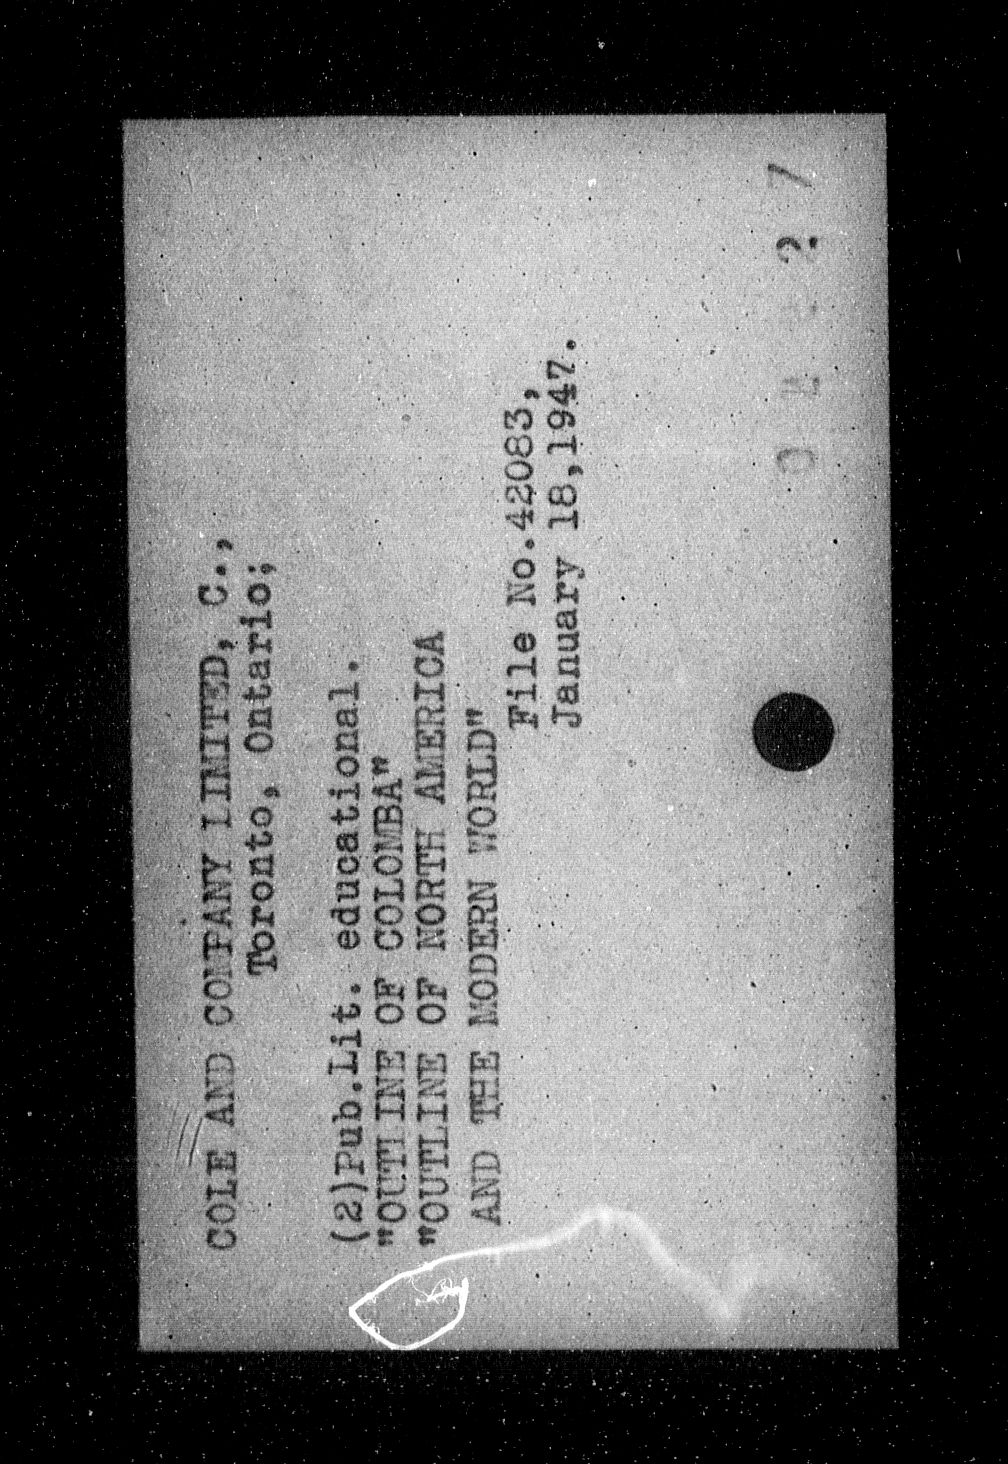 COLE AND COMPANY LIMITED, C.,
Toronto, Ontario;
(2)Pub.Lit. educational.
"OUTLINE OF COLOMBA"
"OUTLINE OF NORTH AMERICA
AND THE MODERN WORLD"
File No.42083,
January 18,1947.